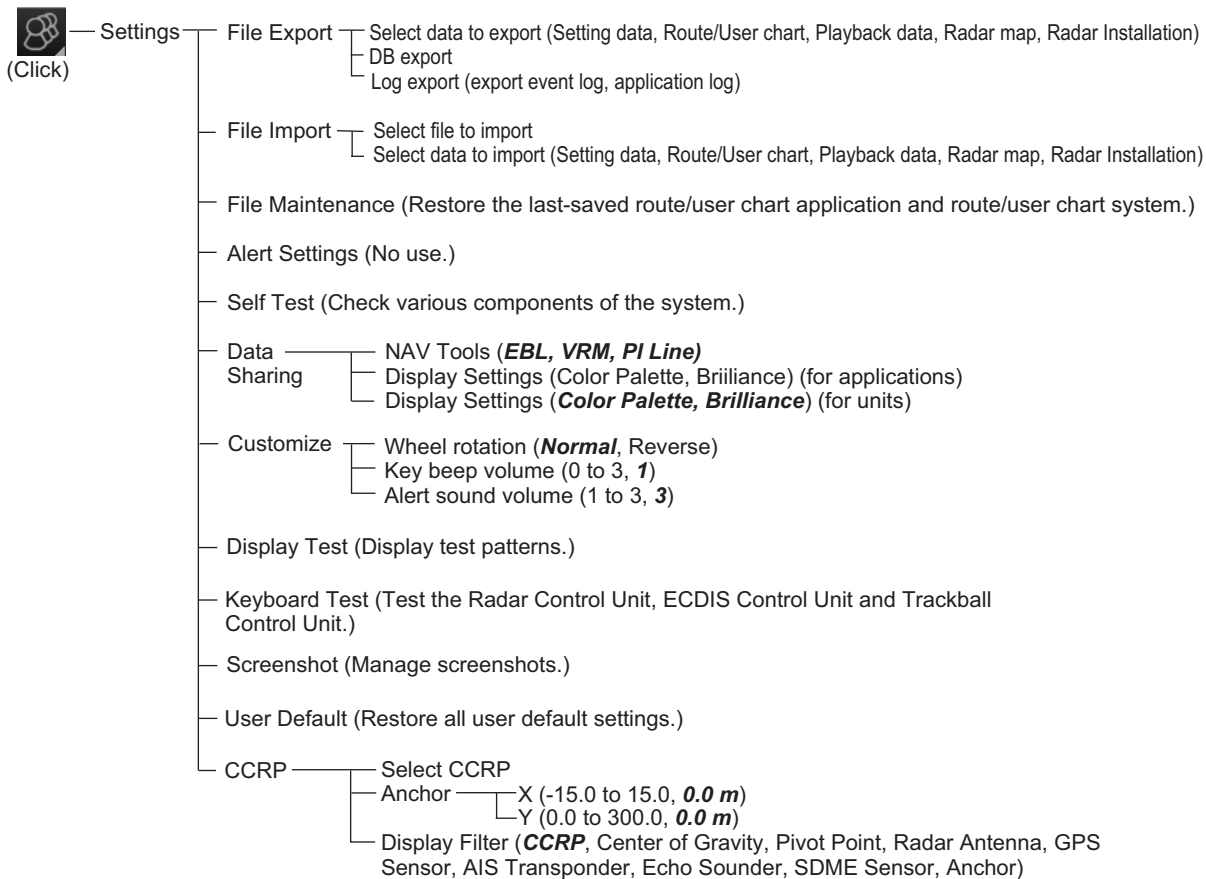 (Click)
Settings
File Export
Select data to export (Setting data, Route/User chart, Playback data, Radar map, Radar Installation)
DB export
Log export (export event log, application log)
File Import
Select file to import
Select data to import (Setting data, Route/User chart, Playback data, Radar map, Radar Installation)
File Maintenance (Restore the last-saved route/user chart application and route/user chart system.)
Alert Settings (No use.)
Self Test (Check various components of the system.)
Data
Sharing
NAV Tools (EBL, VRM, PI Line)
Display Settings (Color Palette, Briiliance) (for applications)
Display Settings (Color Palette, Brilliance) (for units)
Customize
Wheel rotation (Normal, Reverse)
Key beep volume (0 to 3, 1)
Alert sound volume (1 to 3, 3)
Display Test (Display test patterns.)
Keyboard Test (Test the Radar Control Unit, ECDIS Control Unit and Trackball
Control Unit.)
Screenshot (Manage screenshots.)
User Default (Restore all user default settings.)
CCRP
Select CCRP
Anchor
X (-15.0 to 15.0, 0.0 m)
Y (0.0 to 300.0, 0.0 m)
Display Filter (CCRP, Center of Gravity, Pivot Point, Radar Antenna, GPS
Sensor, AIS Transponder, Echo Sounder, SDME Sensor, Anchor)